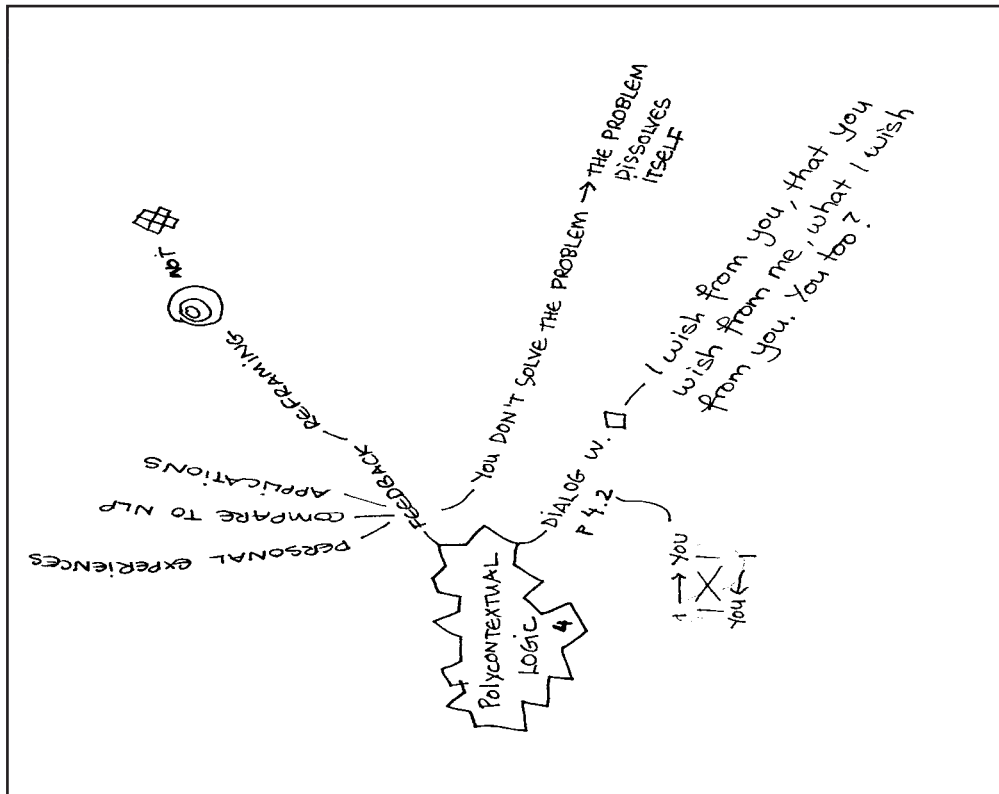 POLYCONTEXTUAL
LOGIC
4
FEEDBACK
PERSONAL EXPERIENCES
COMPARE TO NLP
APPLICATIONS
REFRAMING
NOT
YOU DON'T SOLVE THE PROBLEM → THE PROBLEM
DISSOLVES
ITSELF
DIALOG W.
P 4.2
I wish from you, that you
wish from me, what I wish
from you. You too?
I → YOU
YOU ← I